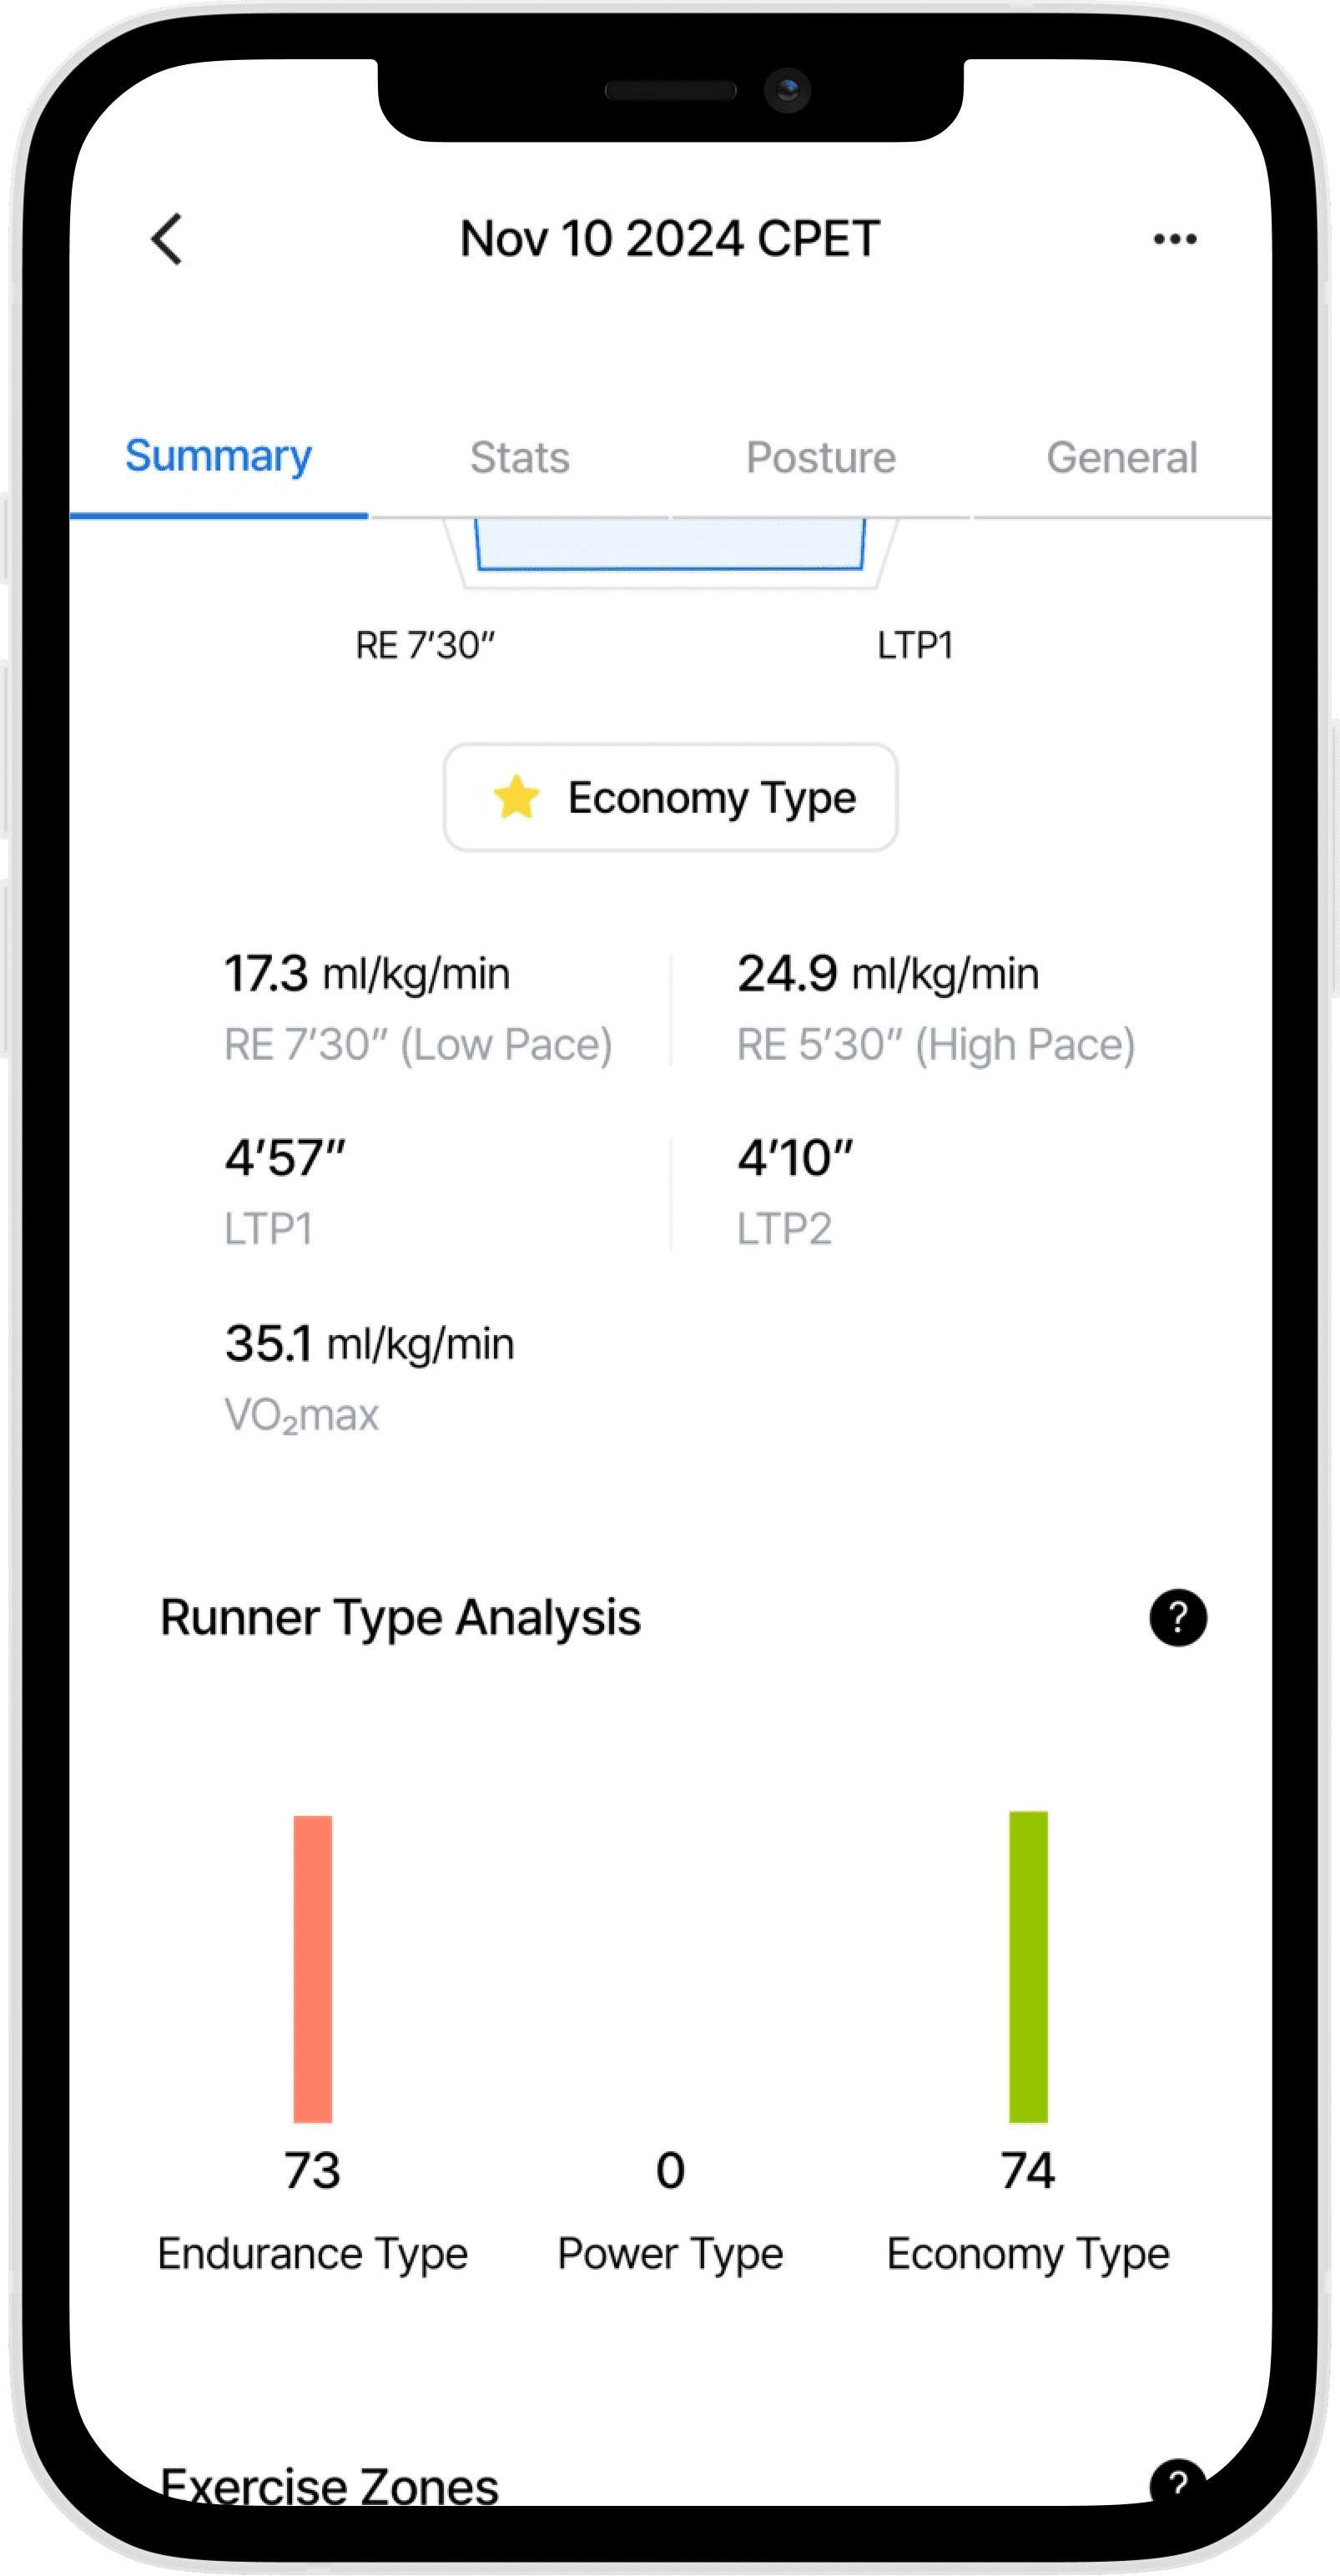 Nov 10 2024 CPET
Summary Stats Posture General
RE 7’30” LTP1
Economy Type
17.3 ml/kg/min 24.9 ml/kg/min
RE 7’30” (Low Pace) RE 5’30” (High Pace)
4’57” 4’10”
LTP1 LTP2
35.1 ml/kg/min
VO₂max
Runner Type Analysis ?
73 0 74
Endurance Type Power Type Economy Type
Exercise Zones ?